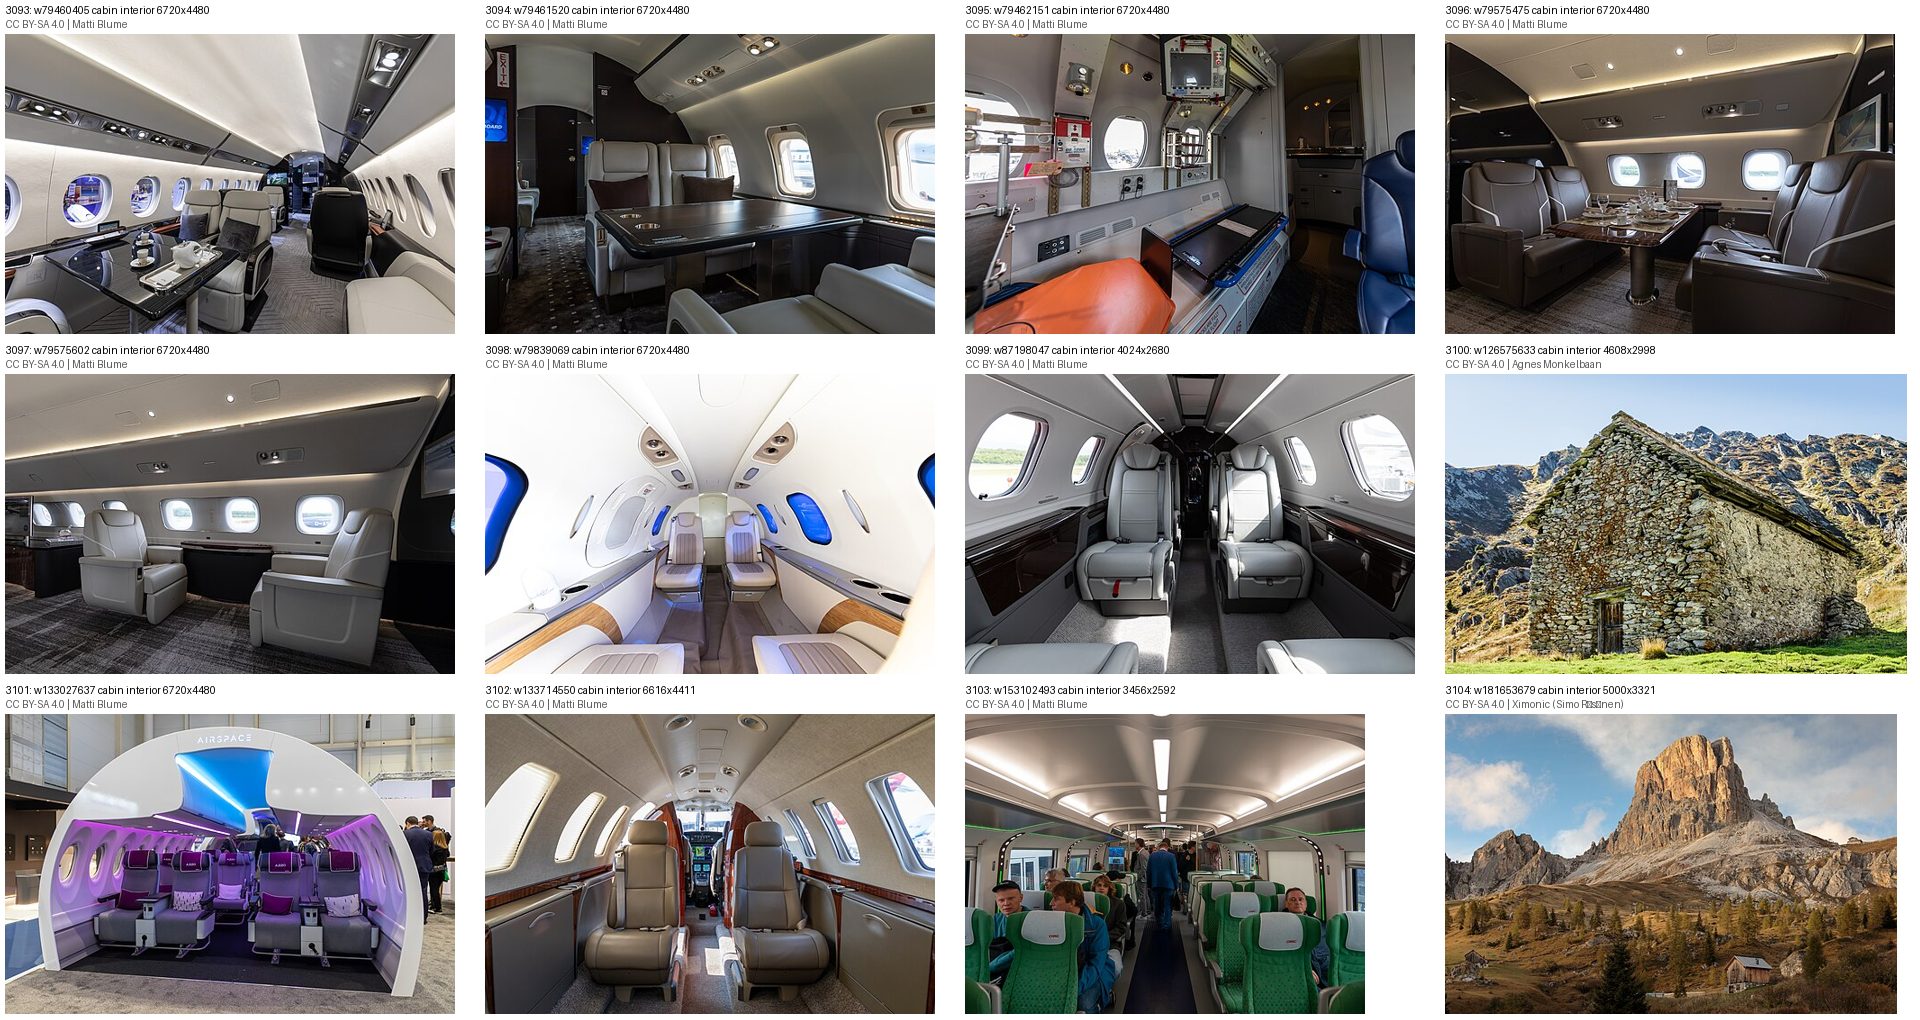 3093: w79460405 cabin interior 6720x4480
CC BY-SA 4.0 | Matti Blume
3094: w79461520 cabin interior 6720x4480
CC BY-SA 4.0 | Matti Blume
3095: w79462151 cabin interior 6720x4480
CC BY-SA 4.0 | Matti Blume
3096: w79575475 cabin interior 6720x4480
CC BY-SA 4.0 | Matti Blume
EXIT
BOARD
3097: w79575602 cabin interior 6720x4480
CC BY-SA 4.0 | Matti Blume
3098: w79839069 cabin interior 6720x4480
CC BY-SA 4.0 | Matti Blume
3099: w87198047 cabin interior 4024x2680
CC BY-SA 4.0 | Matti Blume
3100: w126575633 cabin interior 4608x2998
CC BY-SA 4.0 | Agnes Monkelbaan
3101: w133027637 cabin interior 6720x4480
CC BY-SA 4.0 | Matti Blume
3102: w133714550 cabin interior 6616x4411
CC BY-SA 4.0 | Matti Blume
3103: w153102493 cabin interior 3456x2592
CC BY-SA 4.0 | Matti Blume
3104: w181653679 cabin interior 5000x3321
CC BY-SA 4.0 | Ximonic (Simo
AIRSPACE